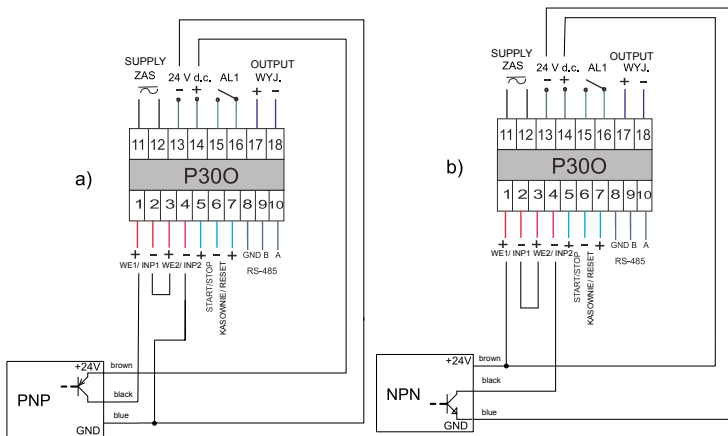 SUPPLY
ZAS
24 V d.c.
AL1
OUTPUT
WYJ.
− +
+ −
11 12 13 14 15 16 17 18
a)
P30O
1 2 3 4 5 6 7 8 9 10
+ − + − + − +
WE1/ INP1 WE2/ INP2
GND B A
RS-485
START/STOP
KASOWNIE/ RESET
PNP
+24V
brown
black
blue
GND
SUPPLY
ZAS
24 V d.c.
AL1
OUTPUT
WYJ.
− +
+ −
11 12 13 14 15 16 17 18
b)
P30O
1 2 3 4 5 6 7 8 9 10
+ − + − + − +
WE1/ INP1 WE2/ INP2
GND B A
RS-485
START/STOP
KASOWNIE/ RESET
NPN
+24V
brown
black
blue
GND